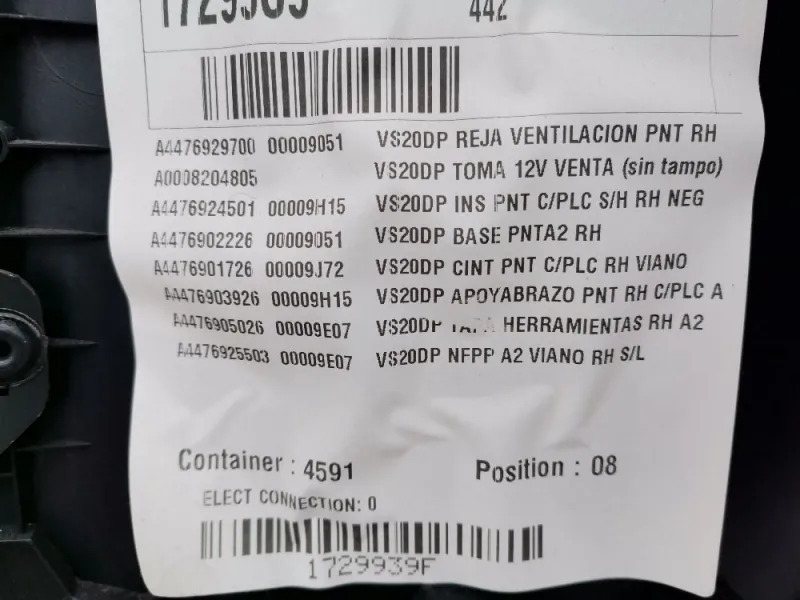 442
A4476929700 00009051 VS20DP REJA VENTILACION PNT RH
A0008204805 VS20DP TOMA 12V VENTA (sin tampo)
A4476924501 00009H15 VS20DP INS PNT C/PLC S/H RH NEG
A4476902226 00009051 VS20DP BASE PNTA2 RH
A4476901726 00009J72 VS20DP CINT PNT C/PLC RH VIANO
A4476903926 00009H15 VS20DP APOYABRAZO PNT RH C/PLC A
A4476905026 00009E07 VS20DP TAPA HERRAMIENTAS RH A2
A4476925503 00009E07 VS20DP NFPP A2 VIANO RH S/L
Container : 4591 Position : 08
ELECT CONNECTION: 0
1729939F